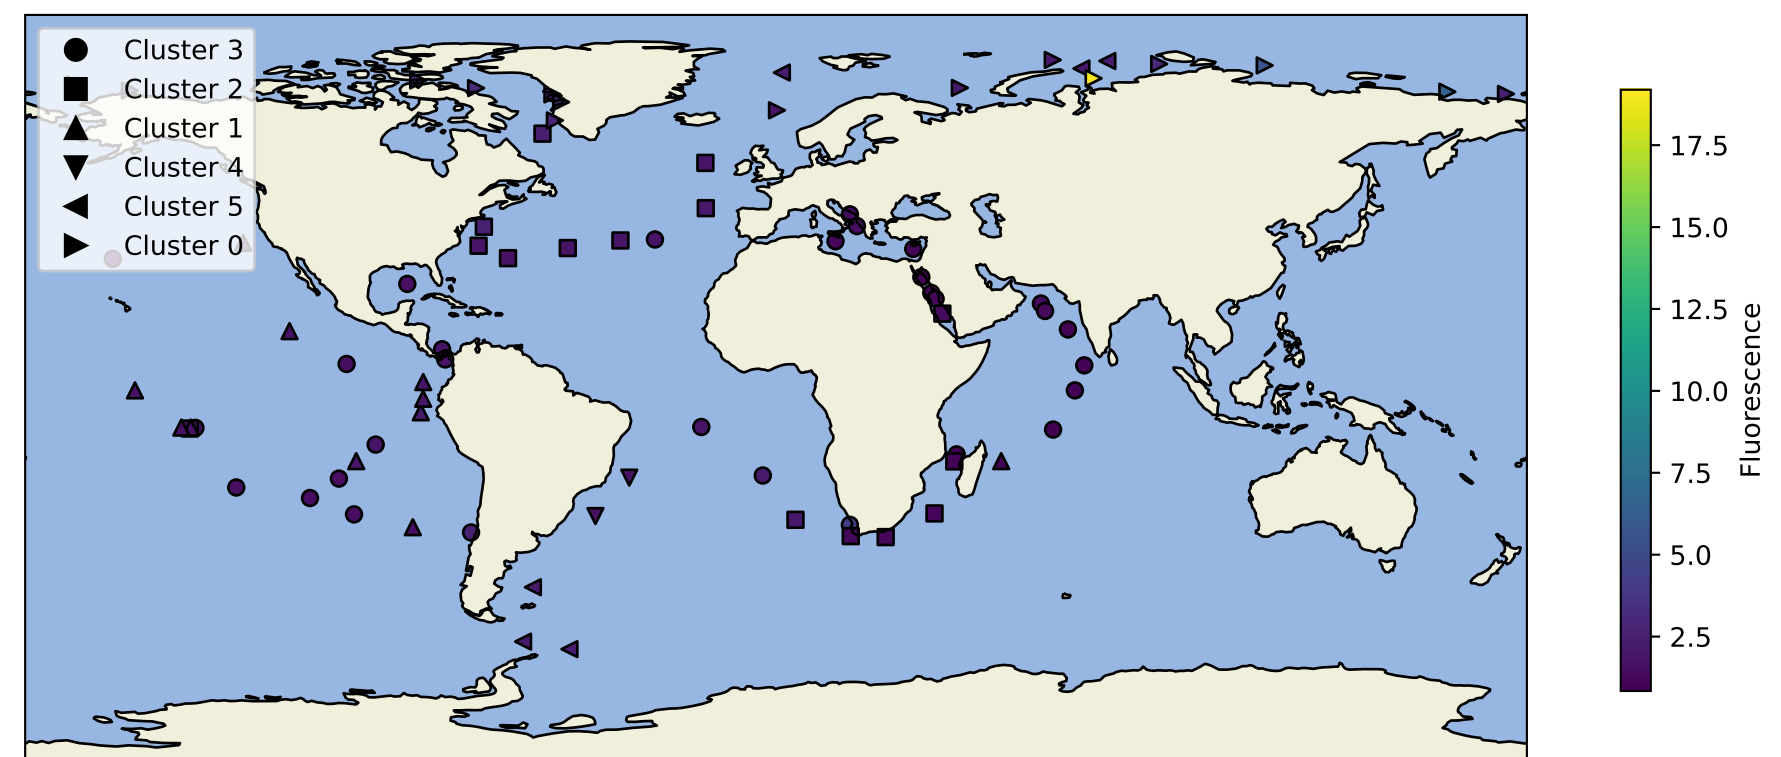 Cluster 3
Cluster 2
Cluster 1
Cluster 4
Cluster 5
Cluster 0
17.5
15.0
12.5
10.0
7.5
5.0
2.5
Fluorescence